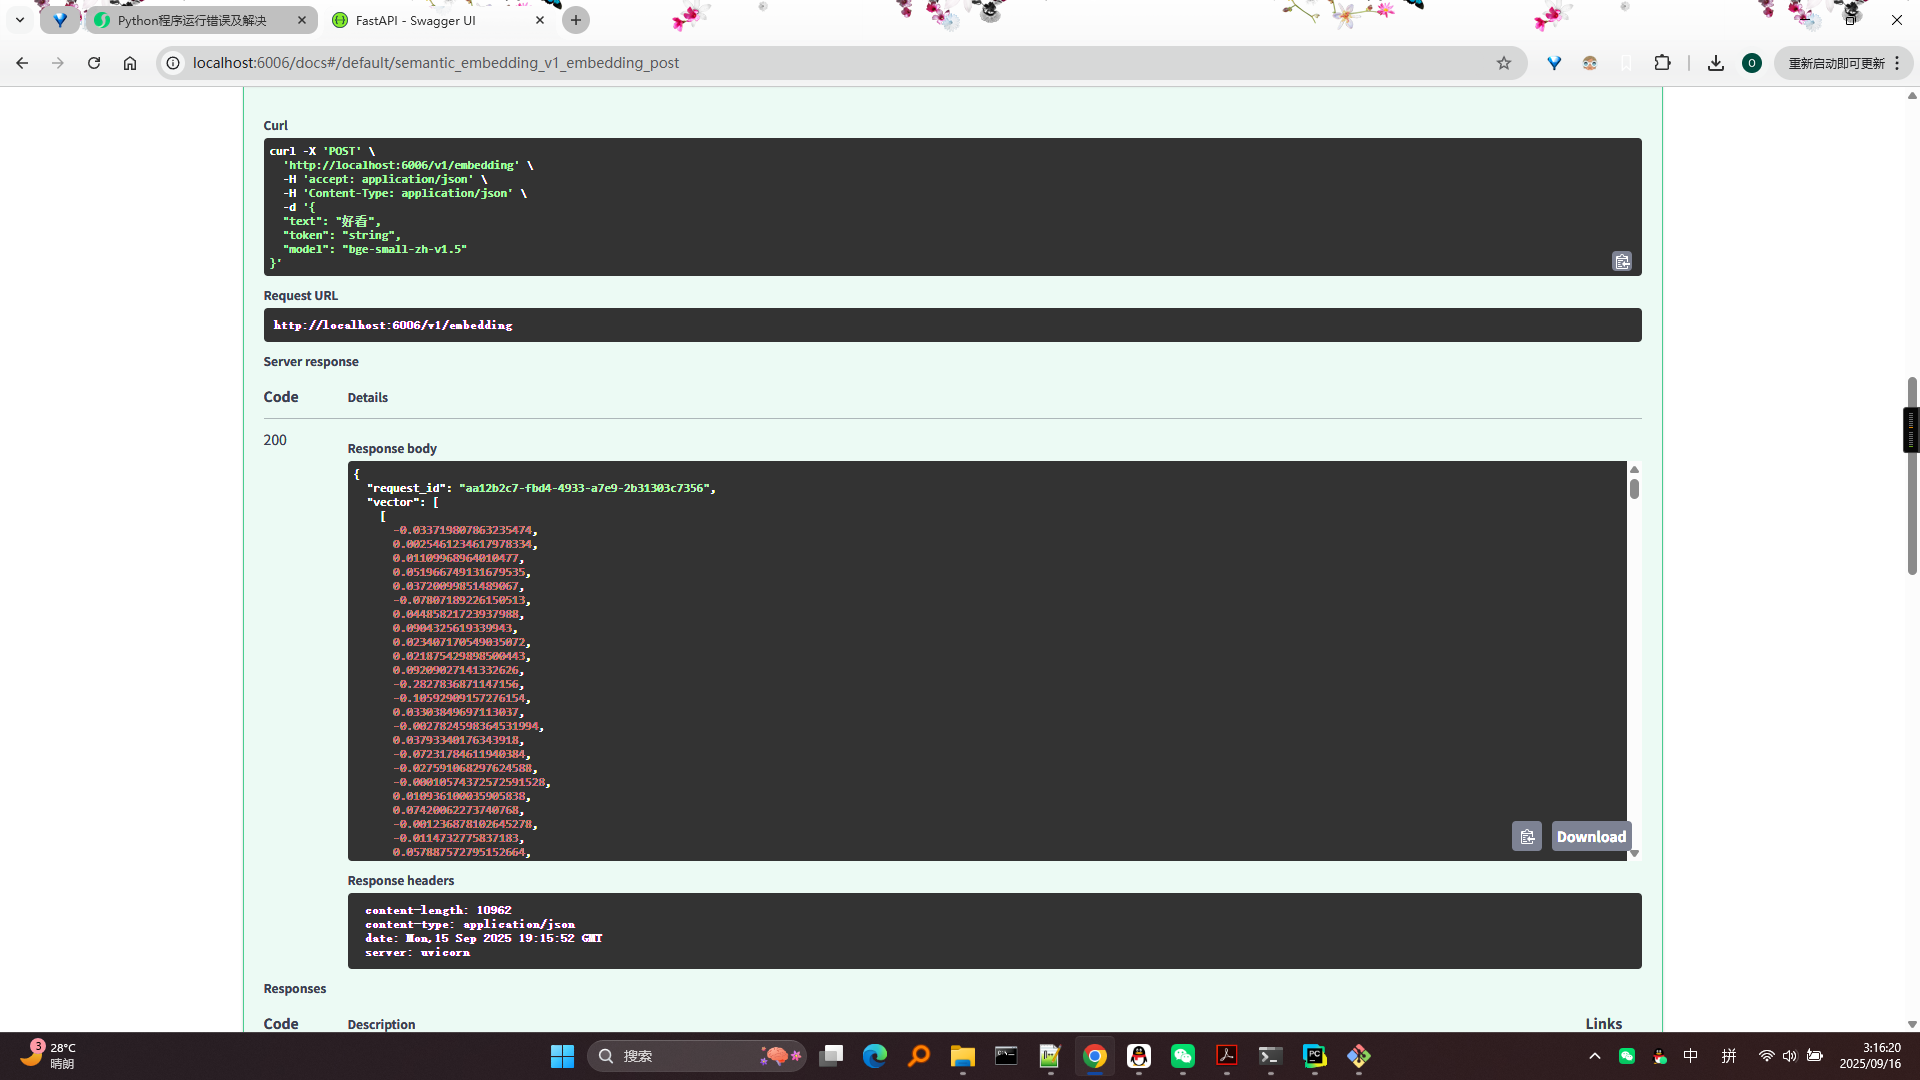 Python程序运行错误及解决
FastAPI - Swagger UI
localhost:6006/docs#/default/semantic_embedding_v1_embedding_post
重新启动即可更新
Curl
curl -X 'POST' \
'http://localhost:6006/v1/embedding' \
-H 'accept: application/json' \
-H 'Content-Type: application/json' \
-d '{
"text": "好看",
"token": "string",
"model": "bge-small-zh-v1.5"
}'
Request URL
http://localhost:6006/v1/embedding
Server response
Code Details
200
Response body
{
"request_id": "aa12b2c7-fbd4-4933-a7e9-2b31303c7356",
"vector": [
[
-0.033719807863235474,
0.0025461234617978334,
0.01109968964010477,
0.051966749131679535,
0.03720099851489067,
-0.07807189226150513,
0.04485821723937988,
0.0904325619339943,
0.023407170549035072,
0.021875429898500443,
0.09209027141332626,
-0.2827836871147156,
-0.10592909157276154,
0.03303849697113037,
-0.0027824598364531994,
0.03793340176343918,
-0.07231784611940384,
-0.027591068297624588,
-0.00010574372572591528,
0.010936100035905838,
0.07420062273740768,
-0.001236878102645278,
-0.0114732775837183,
0.057887572795152664,
Download
Response headers
content-length: 10962
content-type: application/json
date: Mon,15 Sep 2025 19:15:52 GMT
server: uvicorn
Responses
Code Description Links
3
28°C
晴朗
搜索
中
拼
3:16:20
2025/09/16